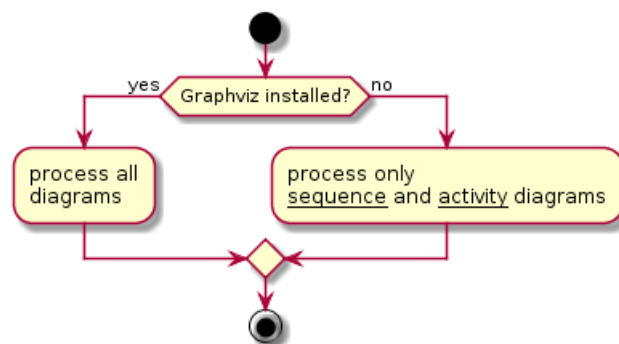 yes
Graphviz installed?
no
process all
diagrams
process only
sequence and activity diagrams